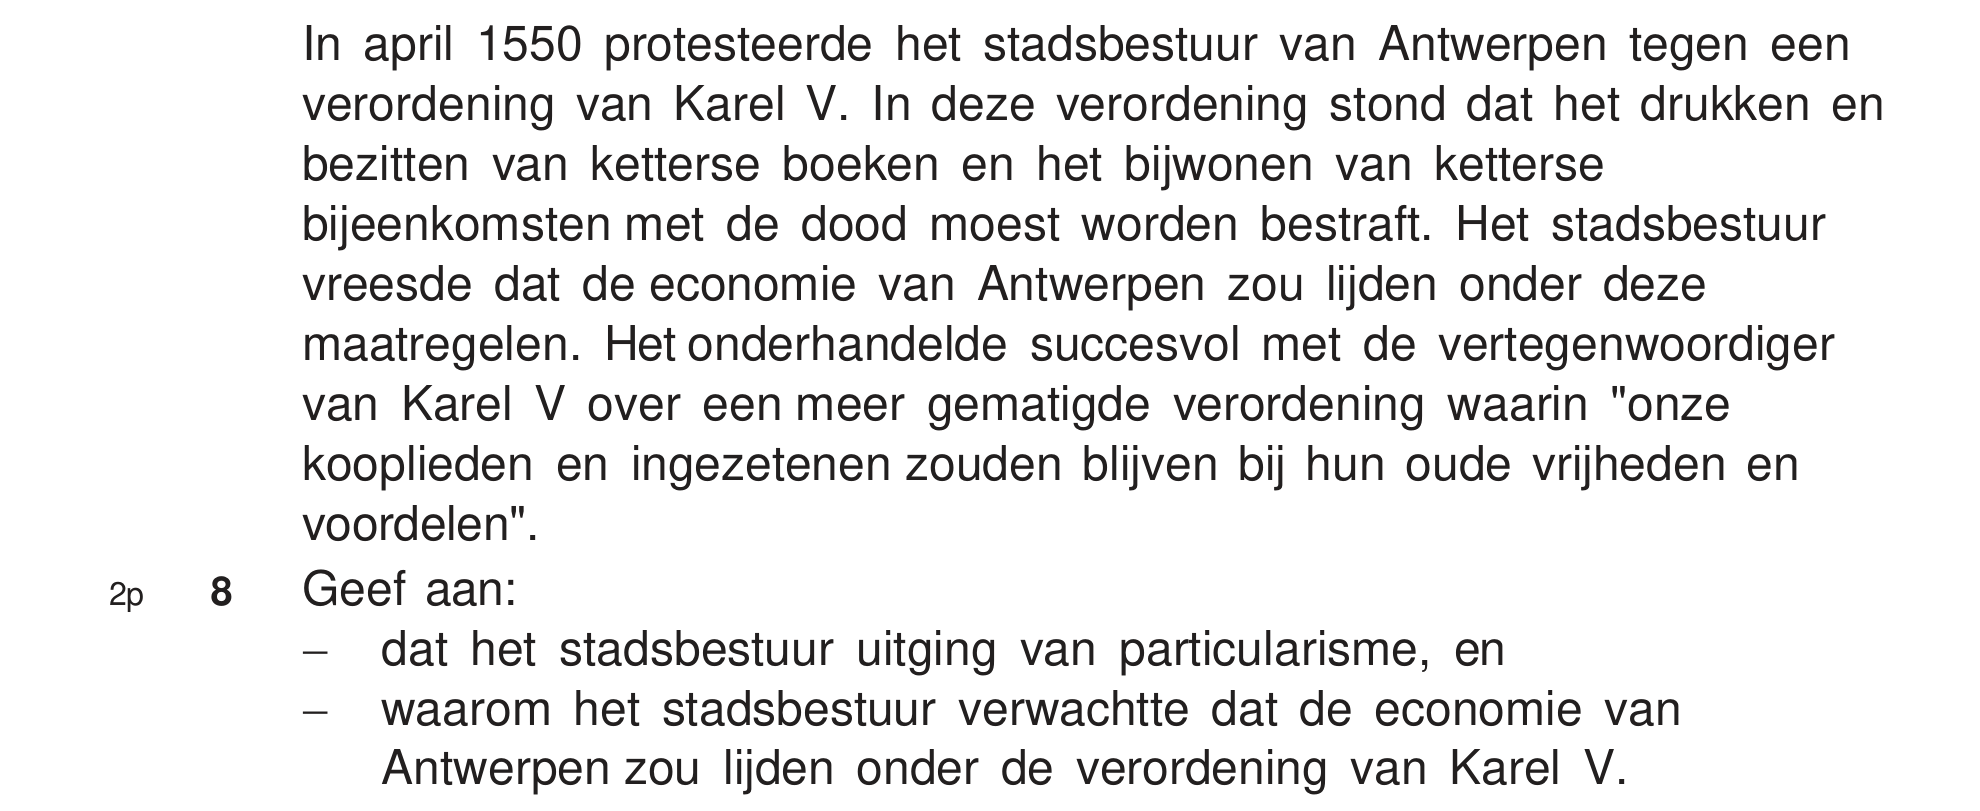 In april 1550 protesteerde het stadsbestuur van Antwerpen tegen een
verordening van Karel V. In deze verordening stond dat het drukken en
bezitten van ketterse boeken en het bijwonen van ketterse
bijeenkomsten met de dood moest worden bestraft. Het stadsbestuur
vreesde dat de economie van Antwerpen zou lijden onder deze
maatregelen. Het onderhandelde succesvol met de vertegenwoordiger
van Karel V over een meer gematigde verordening waarin "onze
kooplieden en ingezetenen zouden blijven bij hun oude vrijheden en
voordelen".
2p 8 Geef aan:
– dat het stadsbestuur uitging van particularisme, en
– waarom het stadsbestuur verwachtte dat de economie van
Antwerpen zou lijden onder de verordening van Karel V.